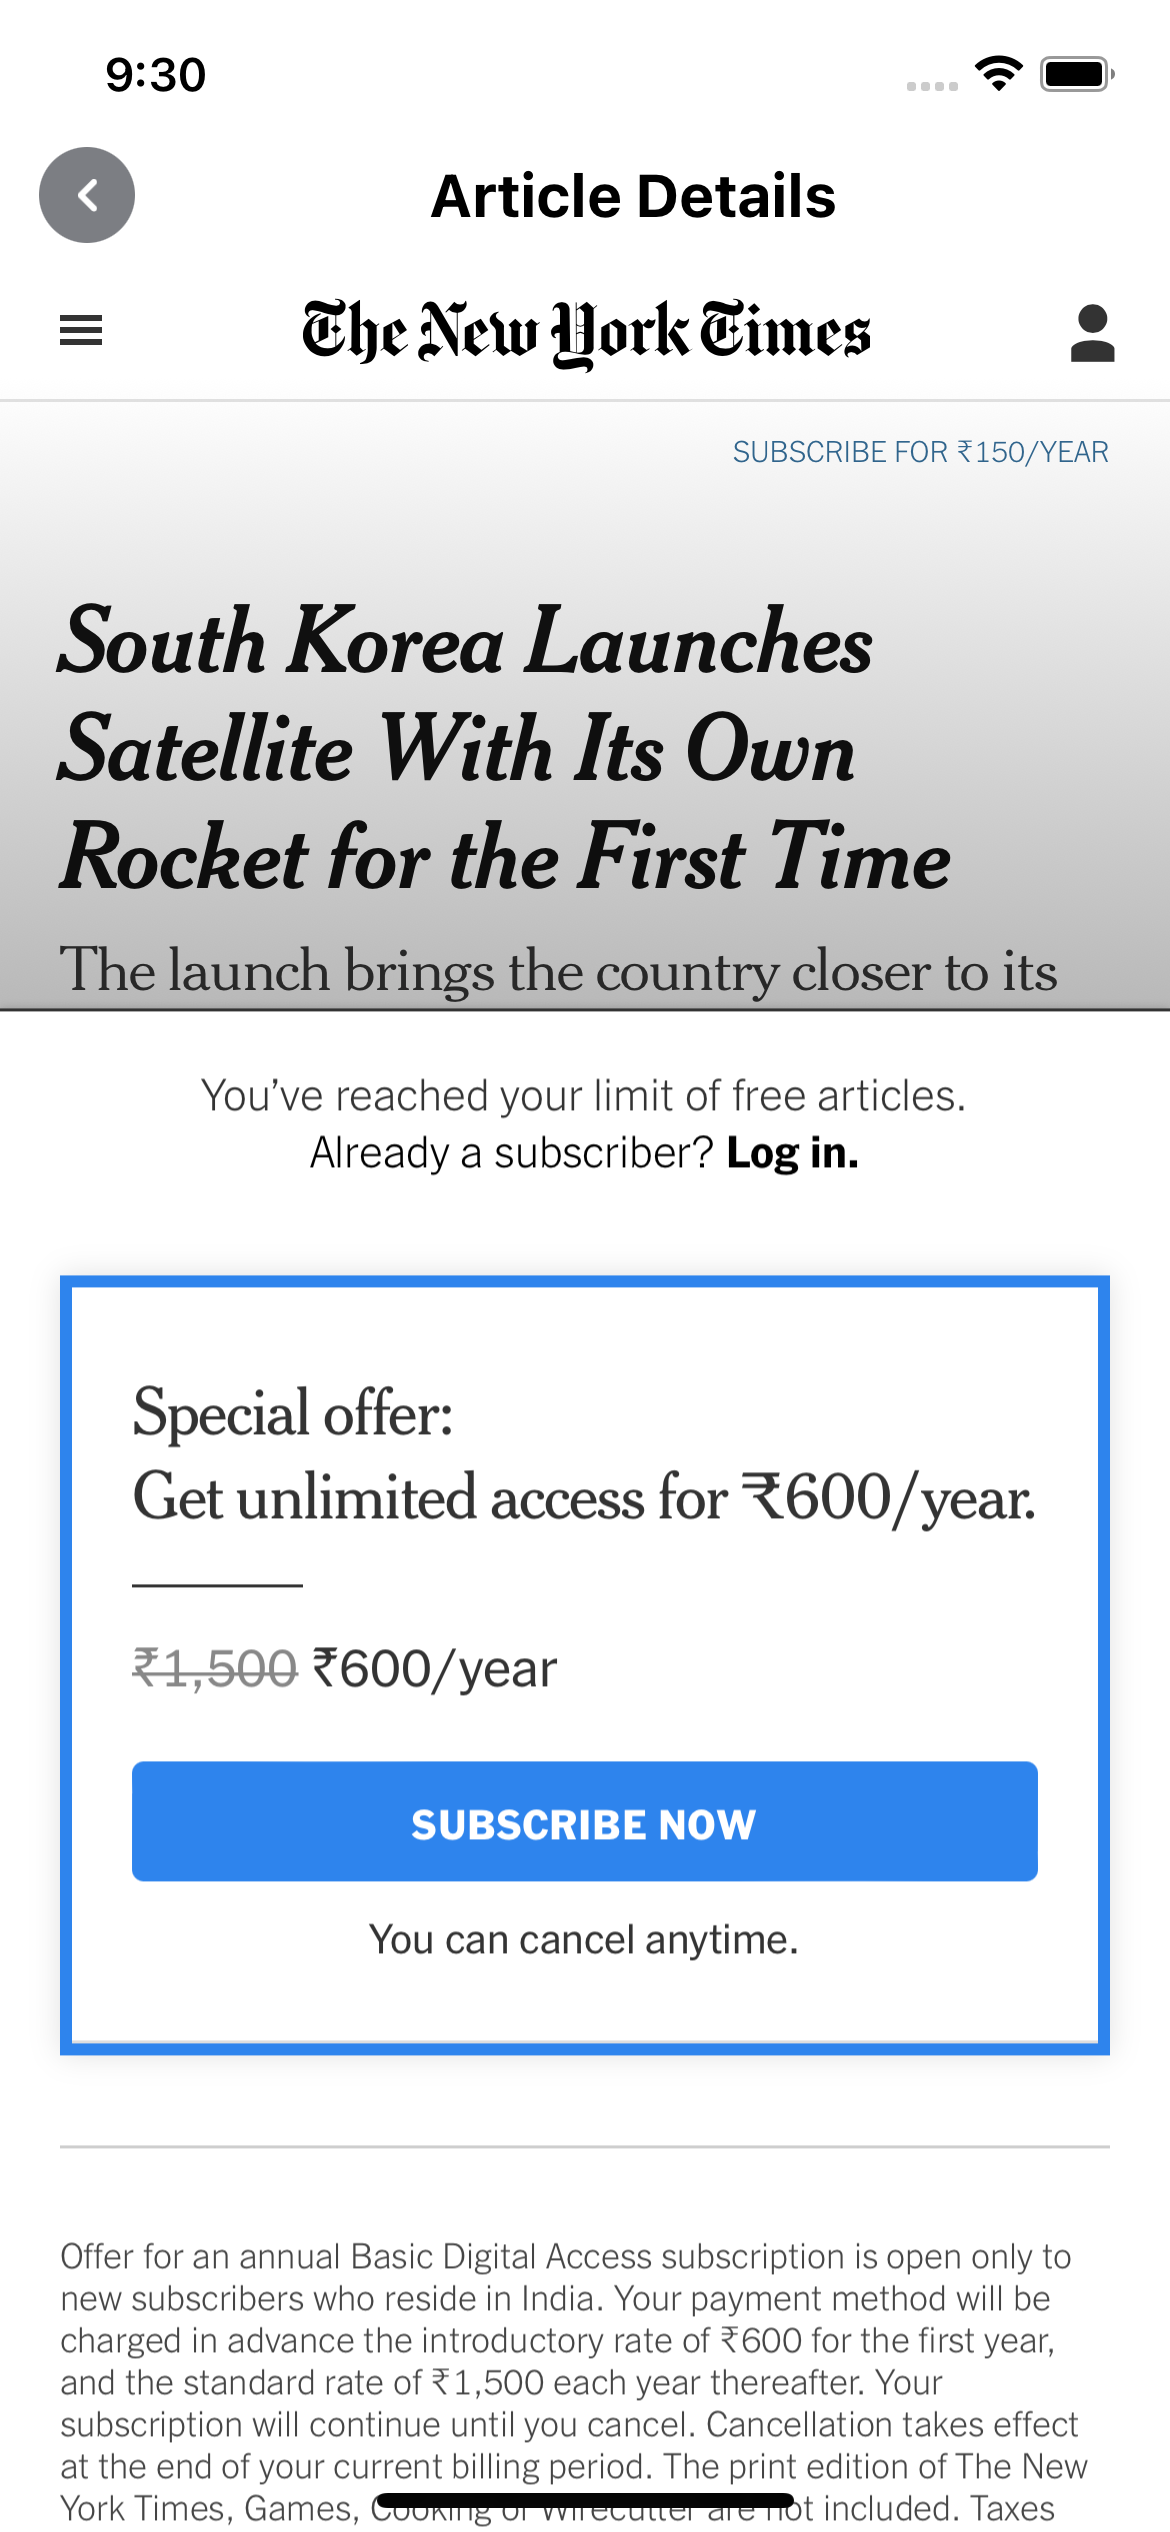 9:30
Article Details
The New York Times
SUBSCRIBE FOR ₹150/YEAR
South Korea Launches
Satellite With Its Own
Rocket for the First Time
The launch brings the country closer to its
You’ve reached your limit of free articles.
Already a subscriber? Log in.
Special offer:
Get unlimited access for ₹600/year.
₹1,500 ₹600/year
SUBSCRIBE NOW
You can cancel anytime.
Offer for an annual Basic Digital Access subscription is open only to
new subscribers who reside in India. Your payment method will be
charged in advance the introductory rate of ₹600 for the first year,
and the standard rate of ₹1,500 each year thereafter. Your
subscription will continue until you cancel. Cancellation takes effect
at the end of your current billing period. The print edition of The New
York Times, Games, Cooking or Wirecutter are not included. Taxes